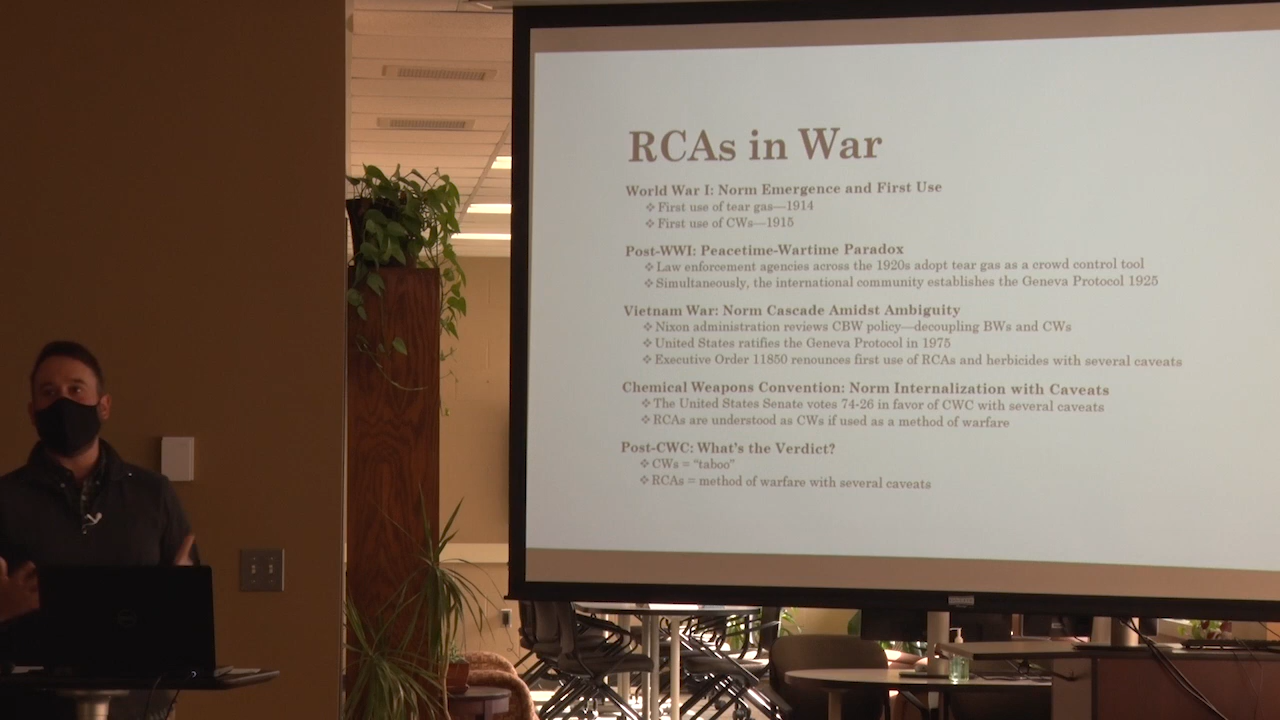 RCAs in War
World War I: Norm Emergence and First Use
❖ First use of tear gas—1914
❖ First use of CWs—1915
Post-WWI: Peacetime-Wartime Paradox
❖ Law enforcement agencies across the 1920s adopt tear gas as a crowd control tool
❖ Simultaneously, the international community establishes the Geneva Protocol 1925
Vietnam War: Norm Cascade Amidst Ambiguity
❖ Nixon administration reviews CBW policy—decoupling BWs and CWs
❖ United States ratifies the Geneva Protocol in 1975
❖ Executive Order 11850 renounces first use of RCAs and herbicides with several caveats
Chemical Weapons Convention: Norm Internalization with Caveats
❖ The United States Senate votes 74-26 in favor of CWC with several caveats
❖ RCAs are understood as CWs if used as a method of warfare
Post-CWC: What's the Verdict?
❖ CWs = "taboo"
❖ RCAs = method of warfare with several caveats